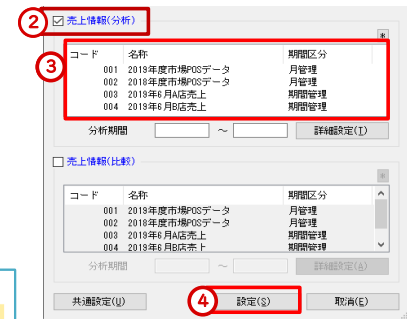 ② 売上情報(分析)
*
③
コード 名称 期間区分
001 2019年度市場POSデータ 月管理
002 2018年度市場POSデータ 月管理
003 2019年6月A店売上 期間管理
004 2019年6月B店売上 期間管理
分析期間 ～ 詳細設定(I)
売上情報(比較)
*
コード 名称 期間区分
001 2019年度市場POSデータ 月管理
002 2018年度市場POSデータ 月管理
003 2019年6月A店売上 期間管理
004 2019年6月B店売上 期間管理
分析期間 ～ 詳細設定(A)
共通設定(U) ④ 設定(S) 取消(E)